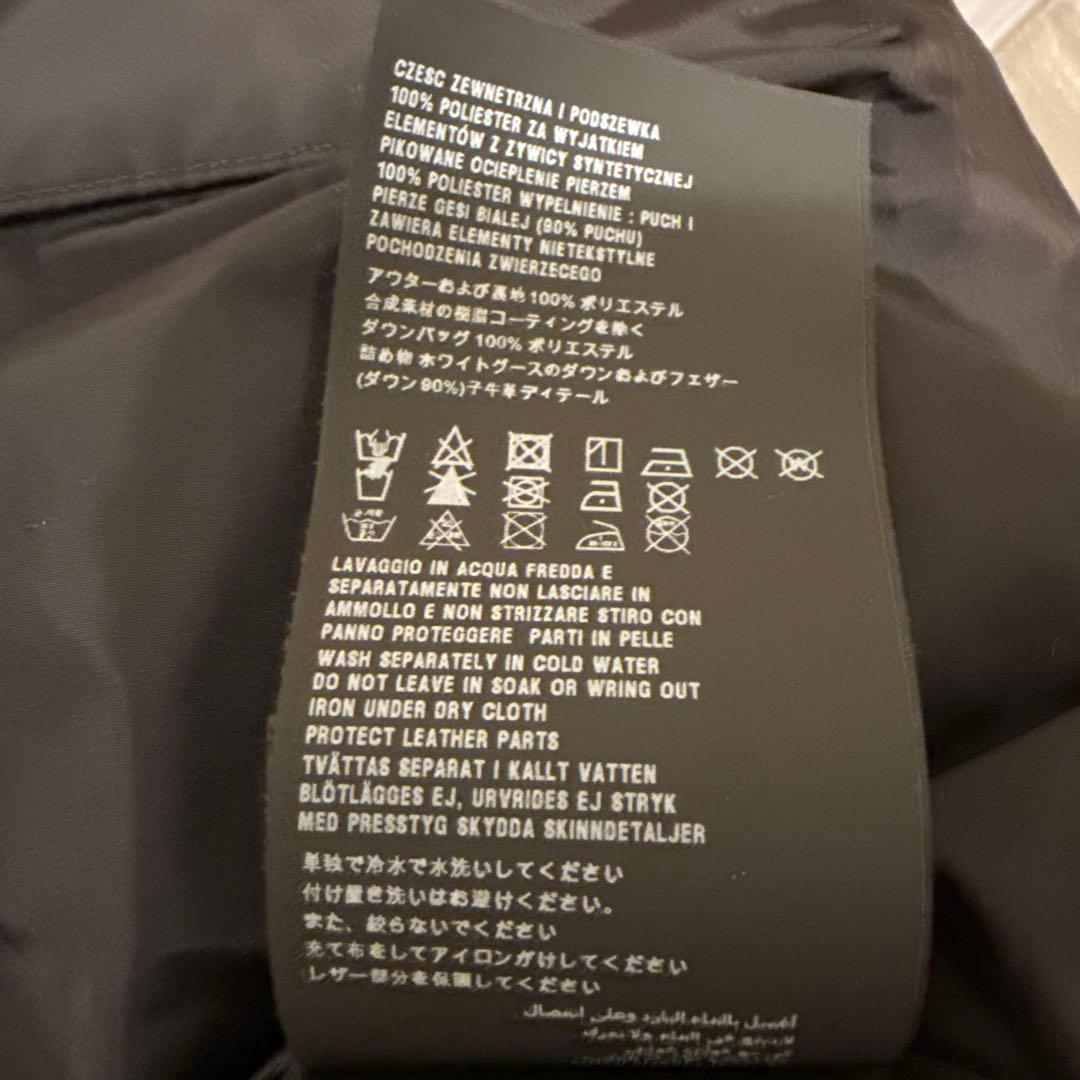 CZESC ZEWNETRZNA I PODSZEWKA
100% POLIESTER ZA WYJATKIEM
ELEMENTÓW Z ZYWICY SYNTETYCZNEJ
PIKOWANE OCIEPLENIE PIERZEM
100% POLIESTER WYPELNIENIE : PUCH I
PIERZE GESI BIALEJ (90% PUCHU)
ZAWIERA ELEMENTY NIETEKSTYLNE
POCHODZENIA ZWIERZECEGO
アウターおよび裏地100% ポリエステル
合成素材の樹脂コーティングを除く
ダウンバッグ 100% ポリエステル
詰め物 ホワイトグースのダウンおよびフェザー
(ダウン 90%)子牛革ディテール
LAVAGGIO IN ACQUA FREDDA E
SEPARATAMENTE NON LASCIARE IN
AMMOLLO E NON STRIZZARE STIRO CON
PANNO PROTEGGERE PARTI IN PELLE
WASH SEPARATELY IN COLD WATER
DO NOT LEAVE IN SOAK OR WRING OUT
IRON UNDER DRY CLOTH
PROTECT LEATHER PARTS
TVÄTTAS SEPARAT I KALLT VATTEN
BLÖTLÄGGES EJ, URVRIDES EJ STRYK
MED PRESSTYG SKYDDA SKINNDETALJER
単独で冷水で水洗いしてください
付け置き洗いはお避けください。
また、絞らないでください
充て布をしてアイロンがけしてください
レザー部分を保護してください